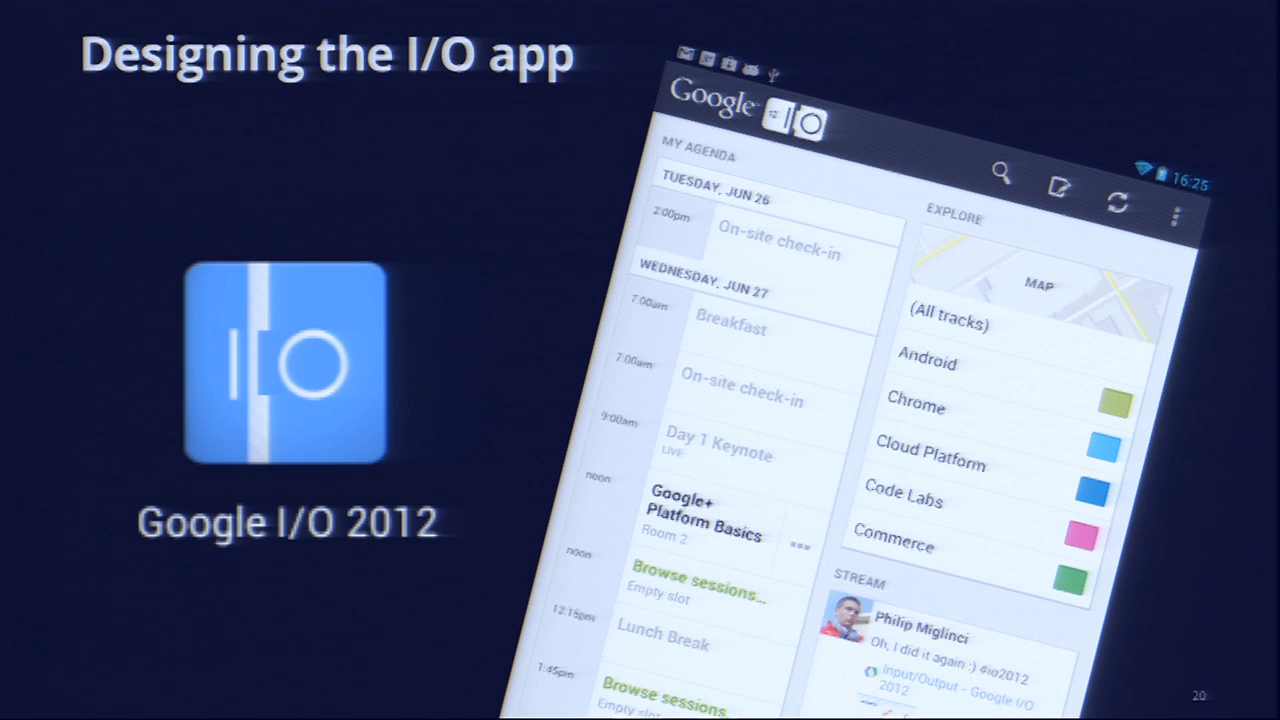 Designing the I/O app
I/O
Google I/O 2012
Google I/O
16:25
MY AGENDA
TUESDAY, JUN 26
2:00pm
On-site check-in
WEDNESDAY, JUN 27
7:00am
Breakfast
7:00am
On-site check-in
9:00am
Day 1 Keynote
LIVE
noon
Google+
Platform Basics
Room 2
noon
Browse sessions...
Empty slot
12:15pm
Lunch Break
1:45pm
Browse sessions...
Empty slot
EXPLORE
MAP
(All tracks)
Android
Chrome
Cloud Platform
Code Labs
Commerce
STREAM
Philip Miglinci
Oh, I did it again :) #io2012
Input/Output - Google I/O
2012
20